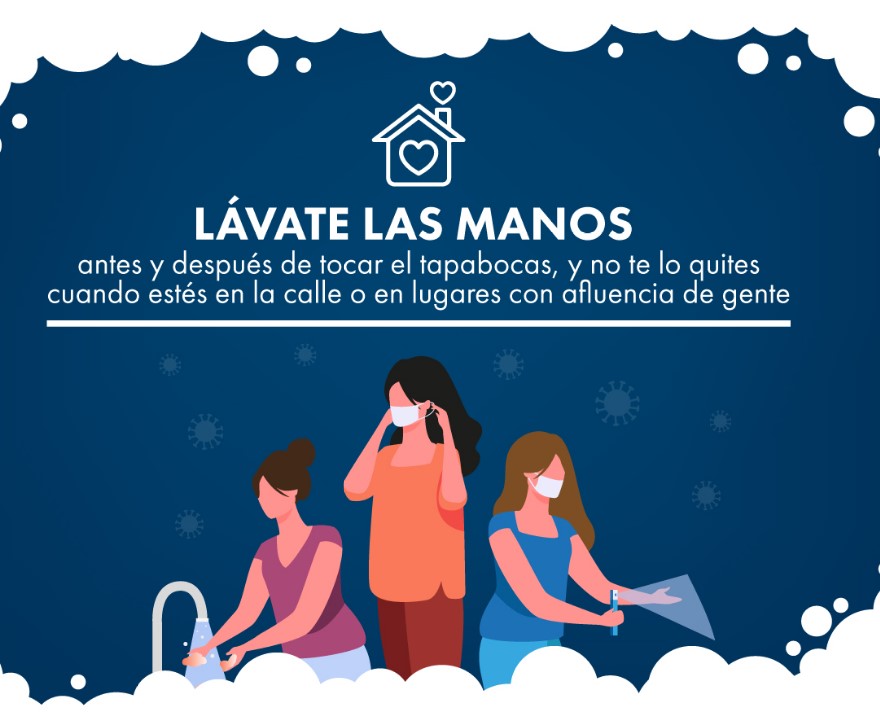 LÁVATE LAS MANOS
antes y después de tocar el tapabocas, y no te lo quites
cuando estés en la calle o en lugares con afluencia de gente